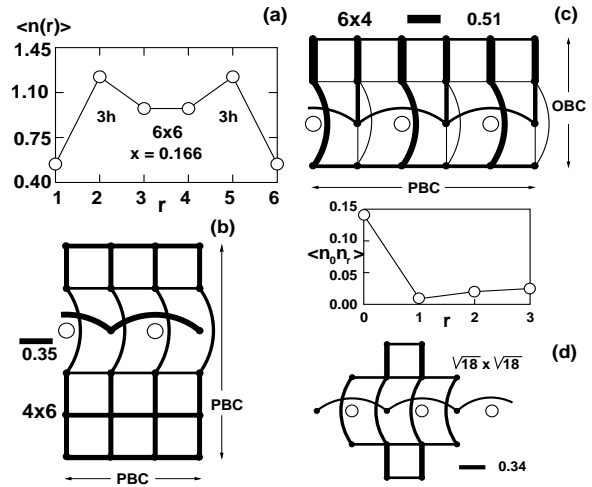 (a)
<n(r)>
1.45
1.10
0.75
0.40
3h
3h
6x6
x = 0.166
1 2 3 4 5 6
r
(b)
0.35
4x6
PBC
PBC
(c)
6x4 0.51
OBC
PBC
0.15
0.10
0.05
0.00
<n₀nᵣ>
0 1 2 3
r
(d)
√18 x √18
0.34